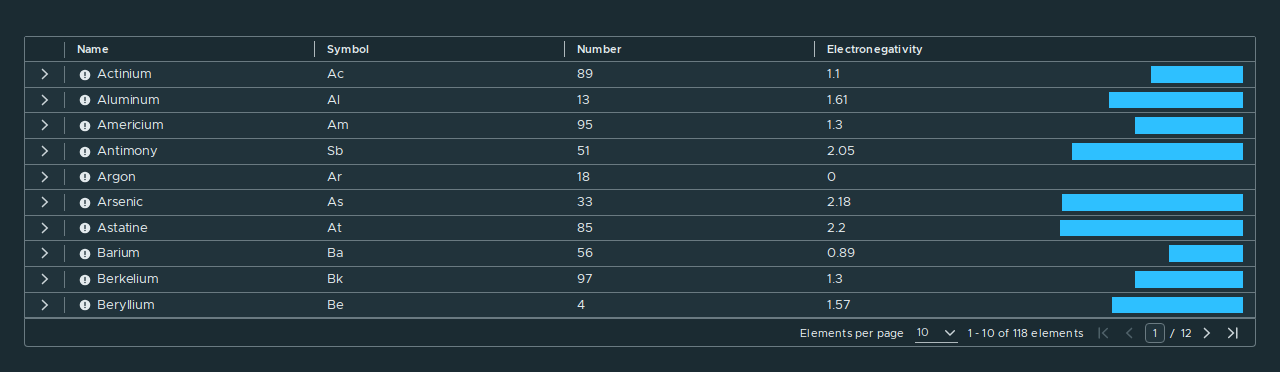 Name Symbol Number Electronegativity
Actinium Ac 89 1.1
Aluminum Al 13 1.61
Americium Am 95 1.3
Antimony Sb 51 2.05
Argon Ar 18 0
Arsenic As 33 2.18
Astatine At 85 2.2
Barium Ba 56 0.89
Berkelium Bk 97 1.3
Beryllium Be 4 1.57
Elements per page 10 1 - 10 of 118 elements 1 / 12